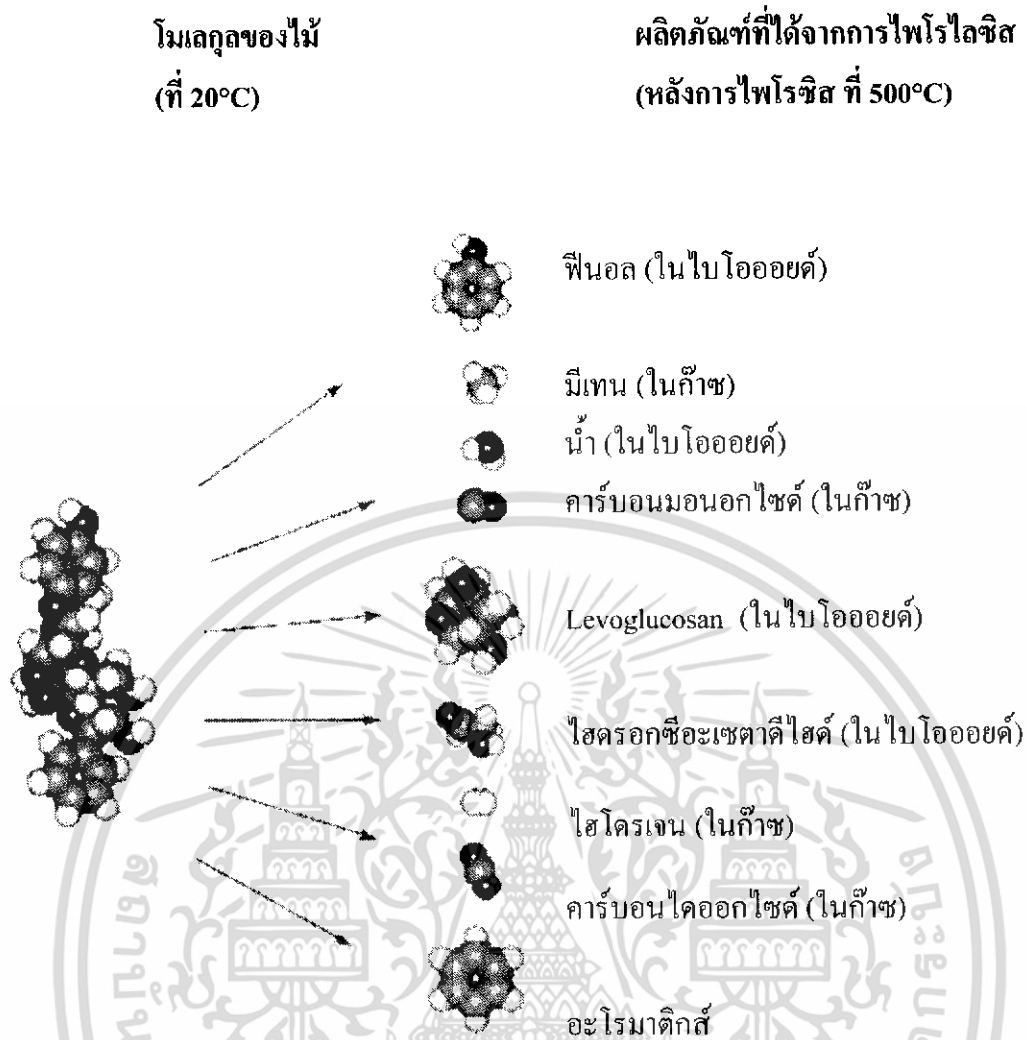 โมเลกุลของไม้
(ที่ 20°C)
ผลิตภัณฑ์ที่ได้จากการไพโรไลซิส
(หลังการไพโรซิส ที่ 500°C)
ฟีนอล (ในไบโอออยด์)
มีเทน (ในก๊าซ)
น้ำ (ในไบโอออยด์)
คาร์บอนมอนอกไซด์ (ในก๊าซ)
Levoglucosan (ในไบโอออยด์)
ไฮดรอกซีอะเซตาดีไฮด์ (ในไบโอออยด์)
ไฮโดรเจน (ในก๊าซ)
คาร์บอนไดออกไซด์ (ในก๊าซ)
อะโรมาติกส์